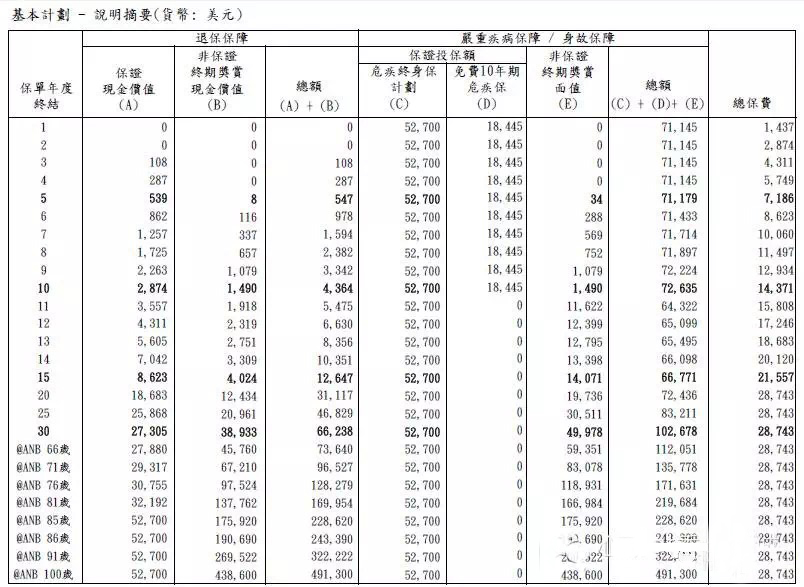 基本計劃 - 說明摘要(貨幣: 美元)
退保保障 嚴重疾病保障 / 身故保障
保單年度終結 保證現金價值(A) 非保證終期獎賞現金價值(B) 總額(A) + (B) 保證投保額 危疾終身保計劃(C) 免費10年期危疾保(D) 非保證終期獎賞面值(E) 總額(C) + (D)+ (E) 總保費
1 0 0 0 52,700 18,445 0 71,145 1,437
2 0 0 0 52,700 18,445 0 71,145 2,874
3 108 0 108 52,700 18,445 0 71,145 4,311
4 287 0 287 52,700 18,445 0 71,145 5,749
5 539 8 547 52,700 18,445 34 71,179 7,186
6 862 116 978 52,700 18,445 288 71,433 8,623
7 1,257 337 1,594 52,700 18,445 569 71,714 10,060
8 1,725 657 2,382 52,700 18,445 752 71,897 11,497
9 2,263 1,079 3,342 52,700 18,445 1,079 72,224 12,934
10 2,874 1,490 4,364 52,700 18,445 1,490 72,635 14,371
11 3,557 1,918 5,475 52,700 0 11,622 64,322 15,808
12 4,311 2,319 6,630 52,700 0 12,399 65,099 17,246
13 5,605 2,751 8,356 52,700 0 12,795 65,495 18,683
14 7,042 3,309 10,351 52,700 0 13,398 66,098 20,120
15 8,623 4,024 12,647 52,700 0 14,071 66,771 21,557
20 18,683 12,434 31,117 52,700 0 19,736 72,436 28,743
25 25,868 20,961 46,829 52,700 0 30,511 83,211 28,743
30 27,305 38,933 66,238 52,700 0 49,978 102,678 28,743
@ANB 66歲 27,880 45,760 73,640 52,700 0 59,351 112,051 28,743
@ANB 71歲 29,317 67,210 96,527 52,700 0 83,078 135,778 28,743
@ANB 76歲 30,755 97,524 128,279 52,700 0 118,931 171,631 28,743
@ANB 81歲 32,192 137,762 169,954 52,700 0 166,984 219,684 28,743
@ANB 85歲 52,700 175,920 228,620 52,700 0 175,920 228,620 28,743
@ANB 86歲 52,700 190,690 243,390 52,700 0 28,743
@ANB 91歲 52,700 269,522 322,222 52,700 0 28,743
@ANB 100歲 52,700 438,600 491,300 52,700 0 438,600 491,300 28,743